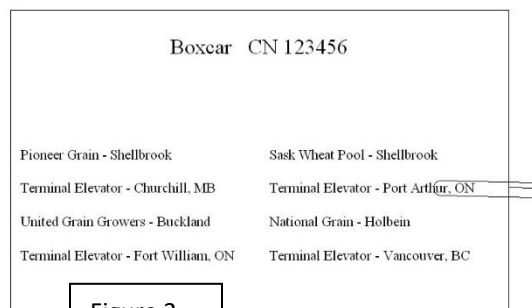 Boxcar CN 123456
Pioneer Grain - Shellbrook
Sask Wheat Pool - Shellbrook
Terminal Elevator - Churchill, MB
Terminal Elevator - Port Arthur, ON
United Grain Growers - Buckland
National Grain - Holbein
Terminal Elevator - Fort William, ON
Terminal Elevator - Vancouver, BC
Figure 2